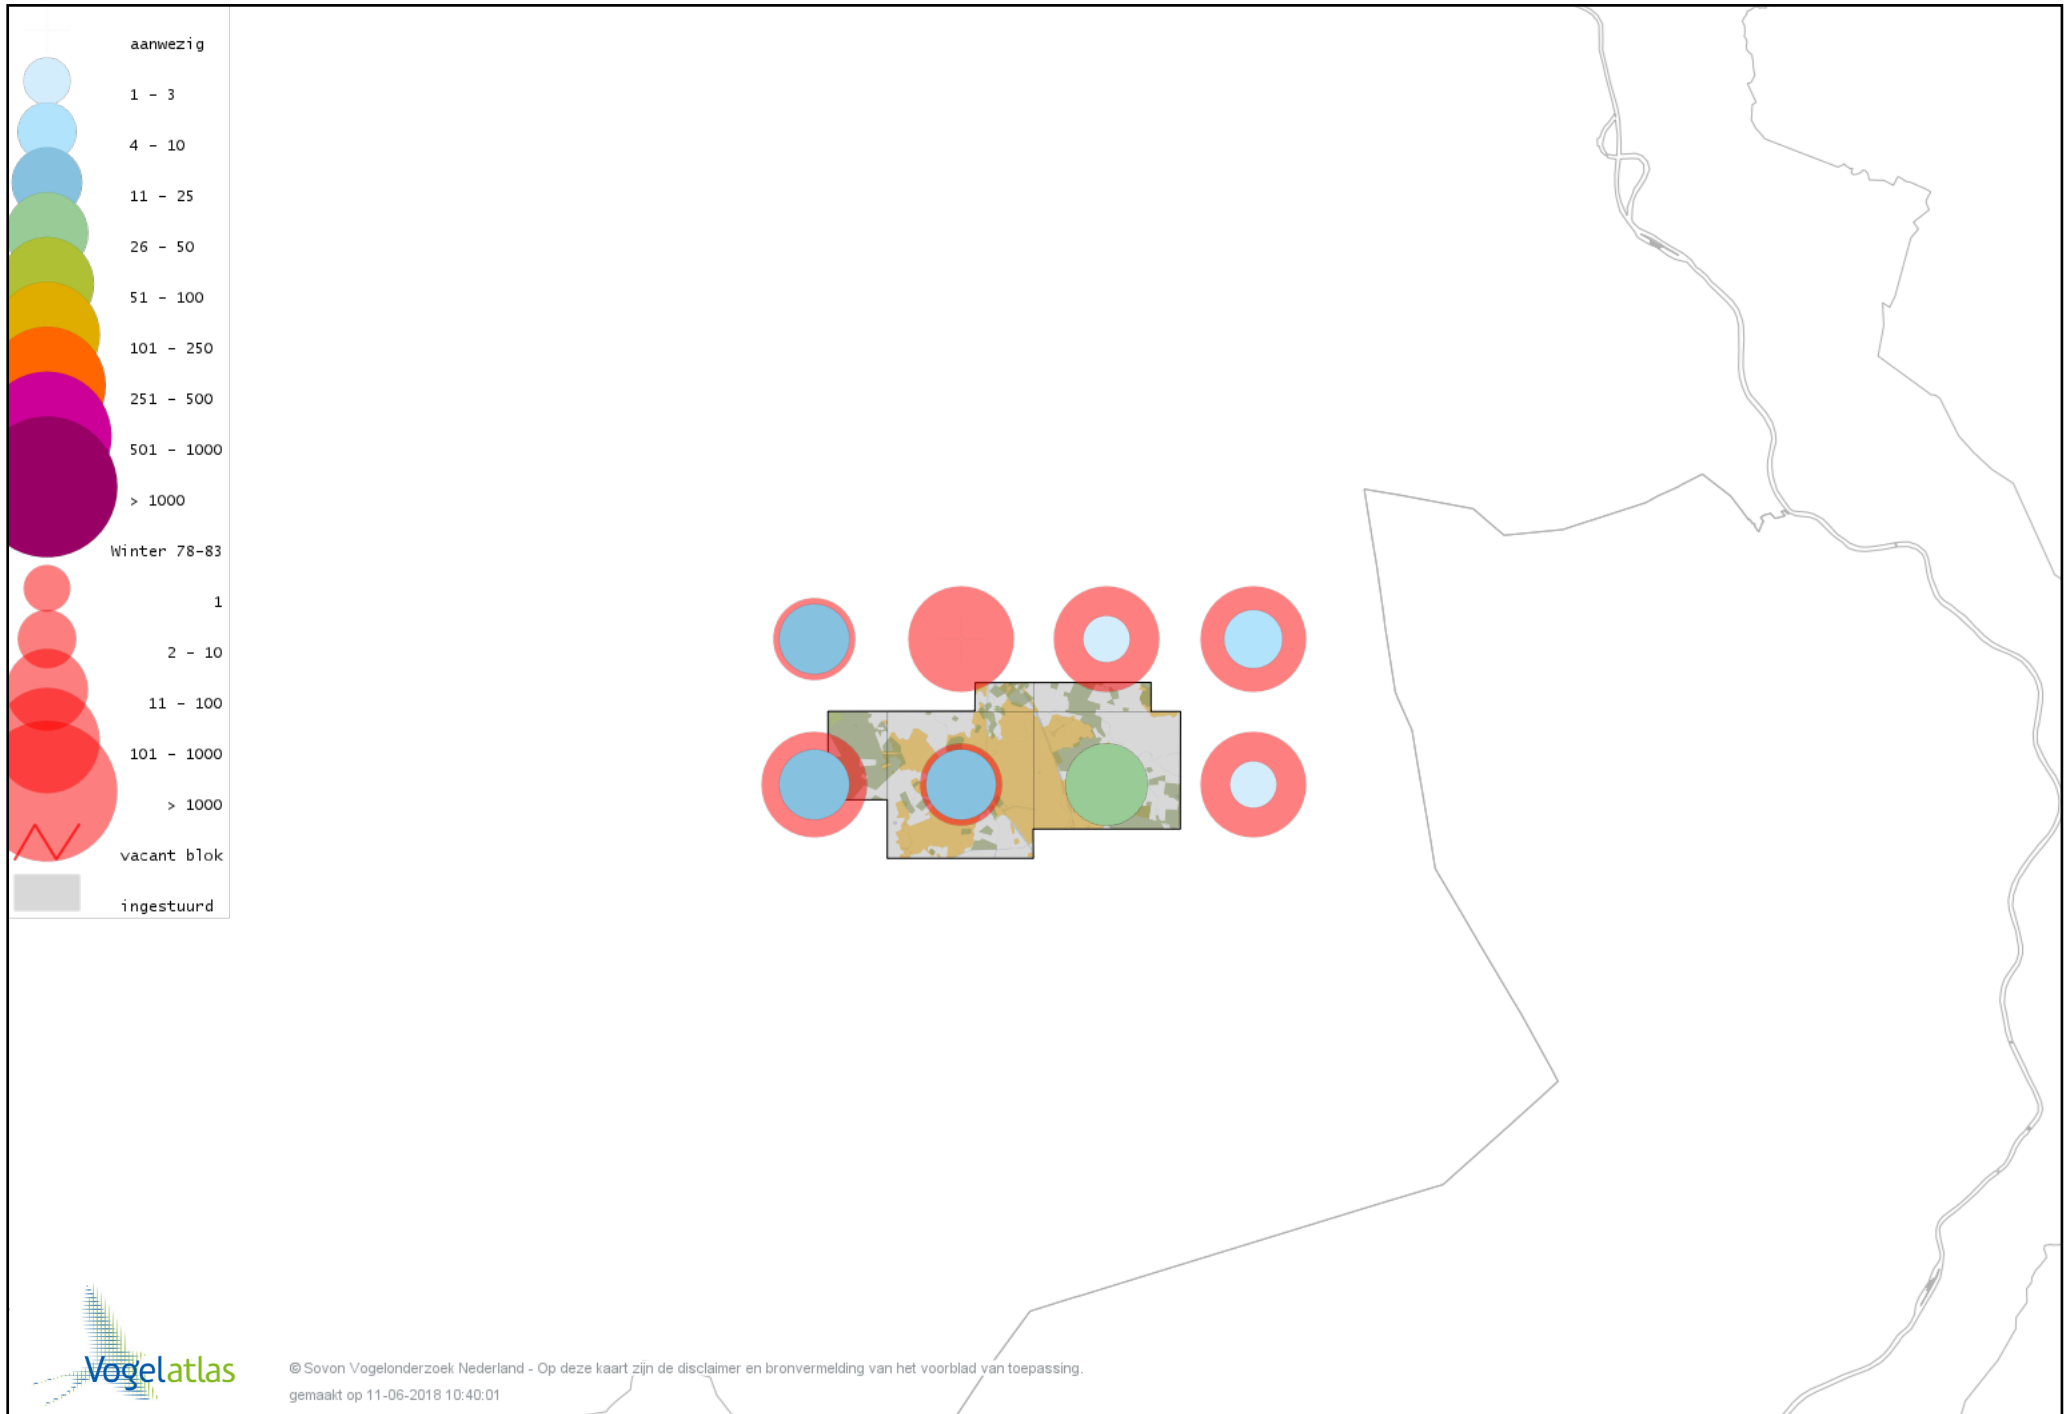 aanwezig
1 - 3
4 - 10
11 - 25
26 - 50
51 - 100
101 - 250
251 - 500
501 - 1000
> 1000
Winter 78-83
1
2 - 10
11 - 100
101 - 1000
> 1000
vacant blok
ingestuurd
Vogelatlas
© Sovon Vogelonderzoek Nederland - Op deze kaart zijn de disclaimer en bronvermelding van het voorblad van toepassing.
gemaakt op 11-06-2018 10:40:01